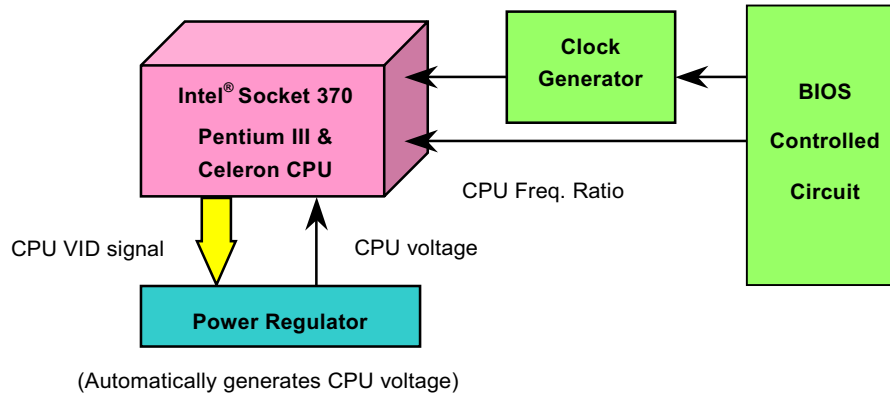 Clock
Generator
BIOS
Controlled
Circuit
Intel® Socket 370
Pentium III &
Celeron CPU
CPU Freq. Ratio
CPU VID signal
CPU voltage
Power Regulator
(Automatically generates CPU voltage)